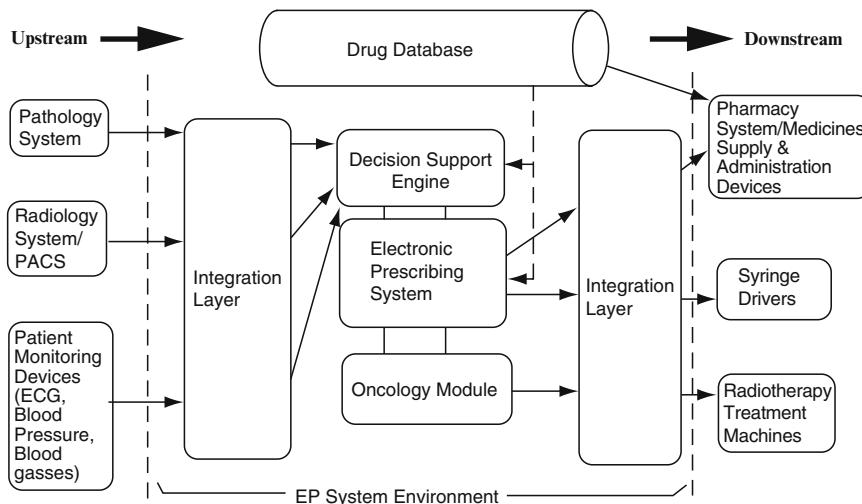 Upstream
Drug Database
Downstream
Pathology
System
Radiology
System/
PACS
Patient
Monitoring
Devices
(ECG,
Blood
Pressure,
Blood
gasses)
Integration
Layer
Decision Support
Engine
Electronic
Prescribing
System
Oncology Module
Integration
Layer
Pharmacy
System/Medicines
Supply &
Administration
Devices
Syringe
Drivers
Radiotherapy
Treatment
Machines
EP System Environment